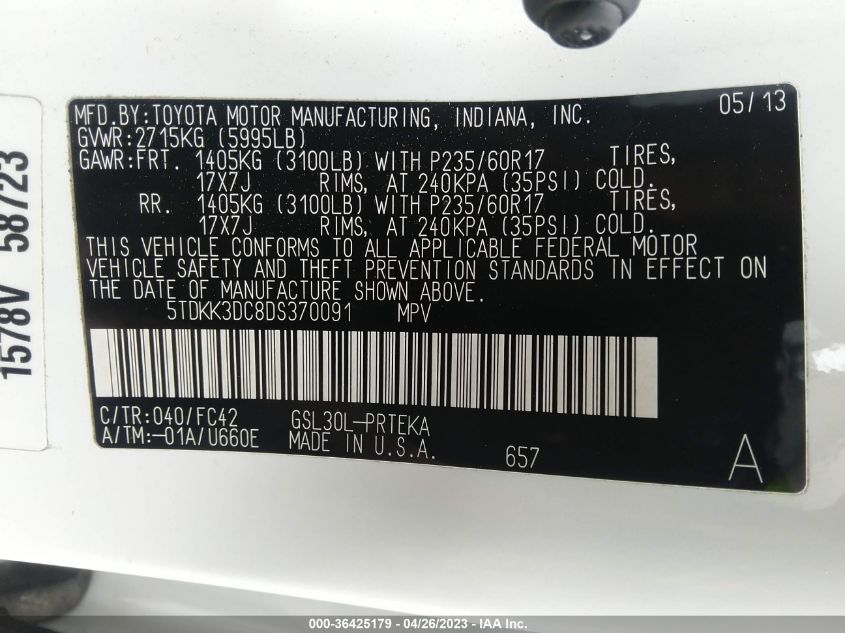 MFD.BY:TOYOTA MOTOR MANUFACTURING, INDIANA, INC. 05/13
GVWR:2715KG (5995LB)
GAWR:FRT. 1405KG (3100LB) WITH P235/60R17 TIRES,
17X7J RIMS, AT 240KPA (35PSI) COLD.
RR. 1405KG (3100LB) WITH P235/60R17 TIRES,
17X7J RIMS, AT 240KPA (35PSI) COLD.
THIS VEHICLE CONFORMS TO ALL APPLICABLE FEDERAL MOTOR
VEHICLE SAFETY AND THEFT PREVENTION STANDARDS IN EFFECT ON
THE DATE OF MANUFACTURE SHOWN ABOVE.
5TDKK3DC8DS370091 MPV
C/TR:040/FC42 GSL30L-PRTEKA
A/TM:-01A/U660E MADE IN U.S.A. 657 A
1578V 58723
000-36425179 - 04/26/2023 - IAA Inc.